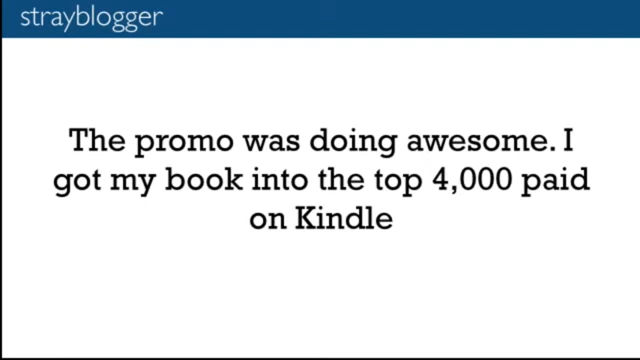 strayblogger
The promo was doing awesome. I
got my book into the top 4,000 paid
on Kindle